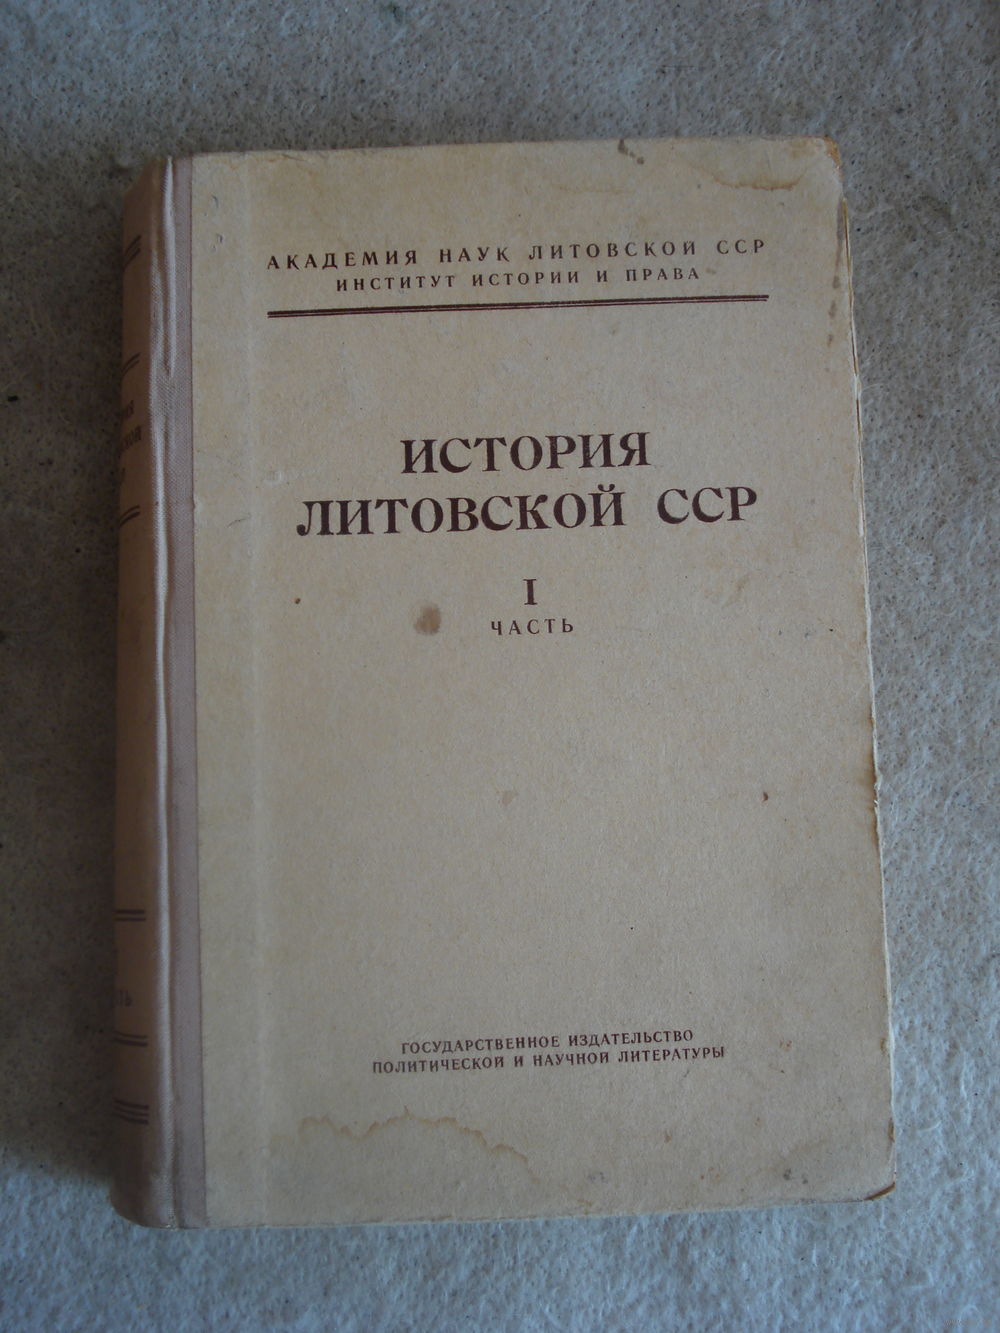 АКАДЕМИЯ НАУК ЛИТОВСКОЙ ССР
ИНСТИТУТ ИСТОРИИ И ПРАВА
ИСТОРИЯ
ЛИТОВСКОЙ ССР
I
ЧАСТЬ
ГОСУДАРСТВЕННОЕ ИЗДАТЕЛЬСТВО
ПОЛИТИЧЕСКОЙ И НАУЧНОЙ ЛИТЕРАТУРЫ